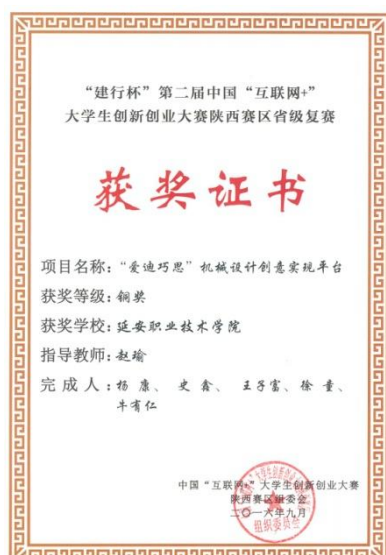 “建行杯”第二届中国“互联网+”
大学生创新创业大赛陕西赛区省级复赛
获奖证书
项目名称：“爱迪巧思”机械设计创意实现平台
获奖等级：铜奖
获奖学校：延安职业技术学院
指导教师：赵瑜
完成人：杨康、史鑫、王子富、徐童、
牛有仁
中国“互联网+”大学生创新创业大赛
陕西赛区组委会
二〇一六年九月
组织委员会